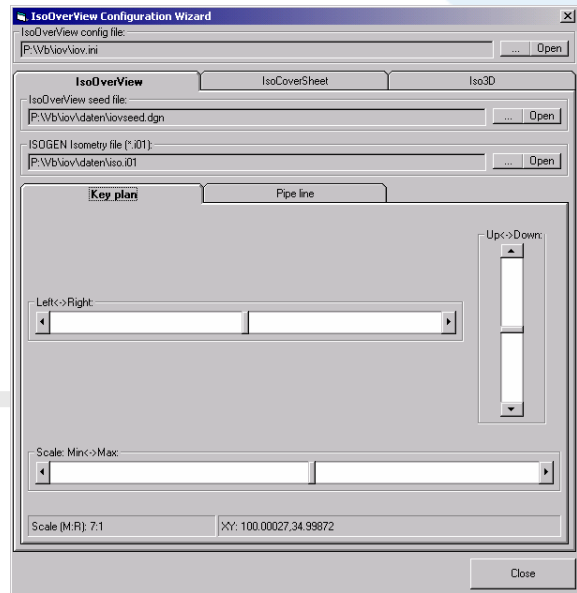 IsoOverView Configuration Wizard
IsoOverView config file:
P:\Vb\iov\iov.ini ... Open
IsoOverView IsoCoverSheet Iso3D
IsoOverView seed file:
P:\Vb\iov\daten\iovseed.dgn ... Open
ISOGEN Isometry file (*.i01):
P:\Vb\iov\daten\iso.i01 ... Open
Key plan Pipe line
Up<->Down:
Left<->Right:
Scale: Min<->Max:
Scale (M:R): 7:1 XY: 100.00027,34.99872
Close